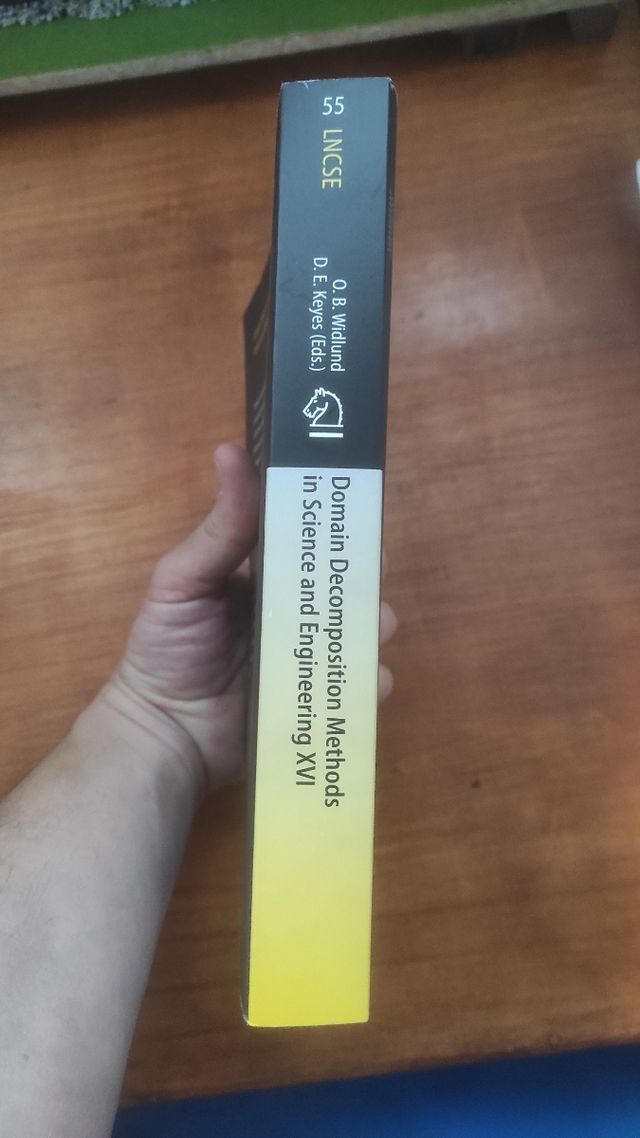 55 LNCSE
O. B. Widlund
D. E. Keyes (Eds.)
Domain Decomposition Methods
in Science and Engineering XVI